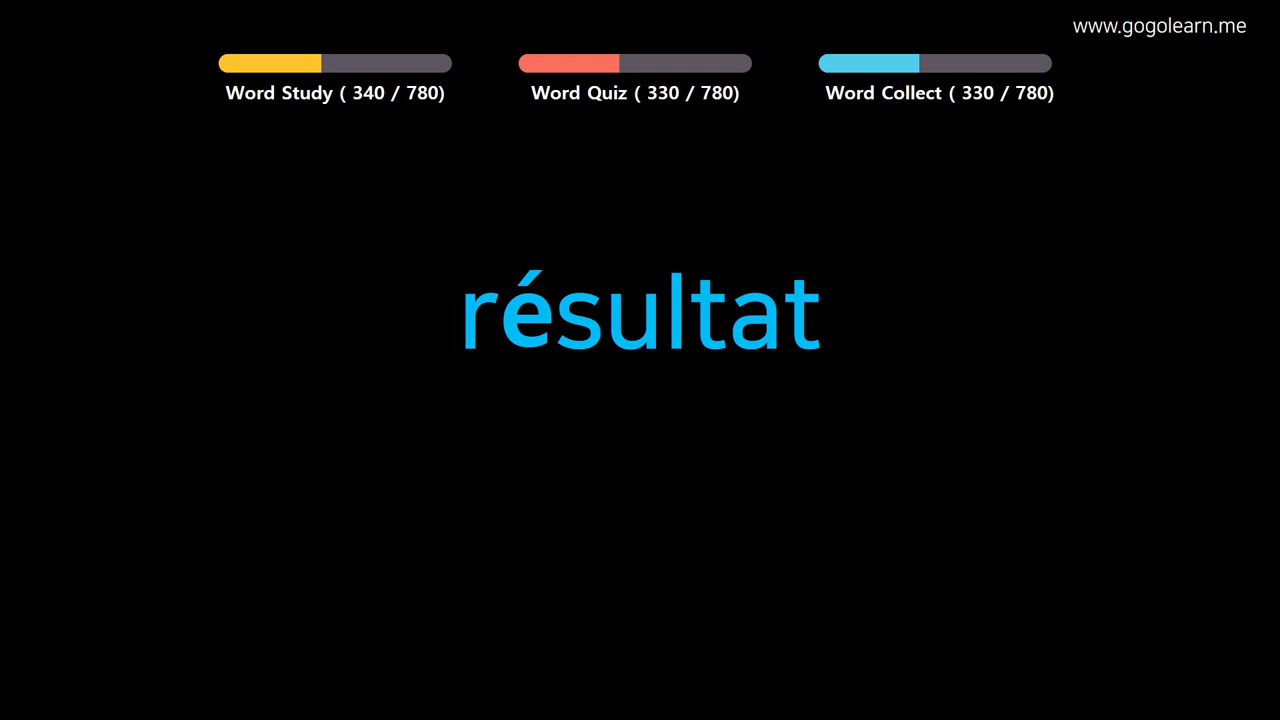 www.gogolearn.me
Word Study ( 340 / 780)
Word Quiz ( 330 / 780)
Word Collect ( 330 / 780)
résultat